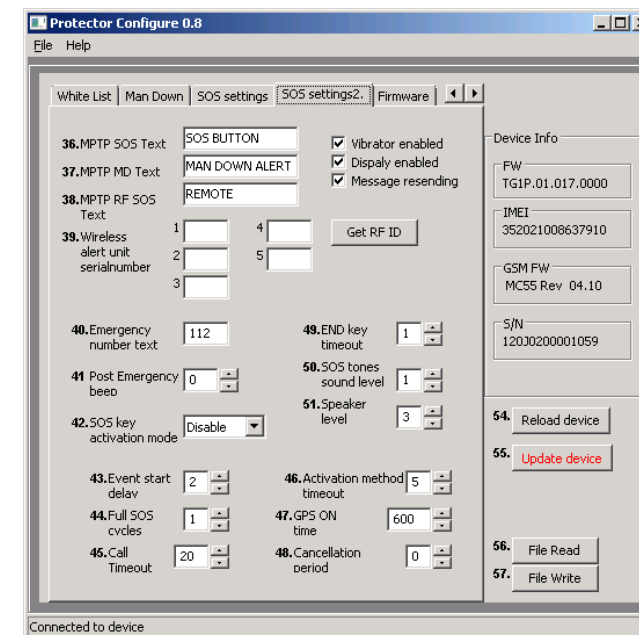 Protector Configure 0.8
File Help
White List Man Down SOS settings SOS settings2. Firmware
36. MPTP SOS Text SOS BUTTON
37. MPTP MD Text MAN DOWN ALERT
38. MPTP RF SOS
Text
REMOTE
Vibrator enabled
Dispaly enabled
Message resending
39. Wireless
alert unit
serialnumber
1
2
3
4
5
Get RF ID
40. Emergency
number text
112
41 Post Emergency
beep
0
42. SOS key
activation mode
Disable
49. END key
timeout
1
50. SOS tones
sound level
1
51. Speaker
level
3
43. Event start
delay
2
44. Full SOS
cycles
1
45. Call
Timeout
20
46. Activation method
timeout
5
47. GPS ON
time
600
48. Cancellation
period
0
Device Info
FW
TG1P.01.017.0000
IMEI
352021008637910
GSM FW
MC55 Rev 04.10
S/N
120J0200001059
54. Reload device
55. Update device
56. File Read
57. File Write
Connected to device